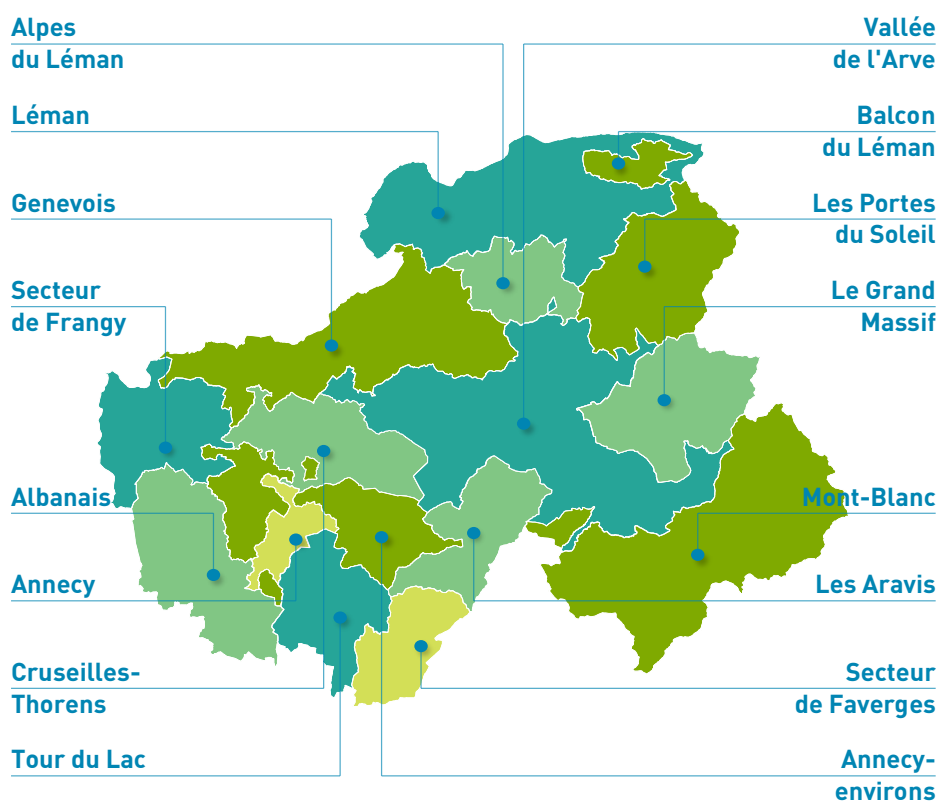 Alpes
du Léman
Léman
Genevois
Secteur
de Frangy
Albanais
Annecy
Cruseilles-
Thorens
Tour du Lac
Vallée
de l'Arve
Balcon
du Léman
Les Portes
du Soleil
Le Grand
Massif
Mont-Blanc
Les Aravis
Secteur
de Faverges
Annecy-
environs